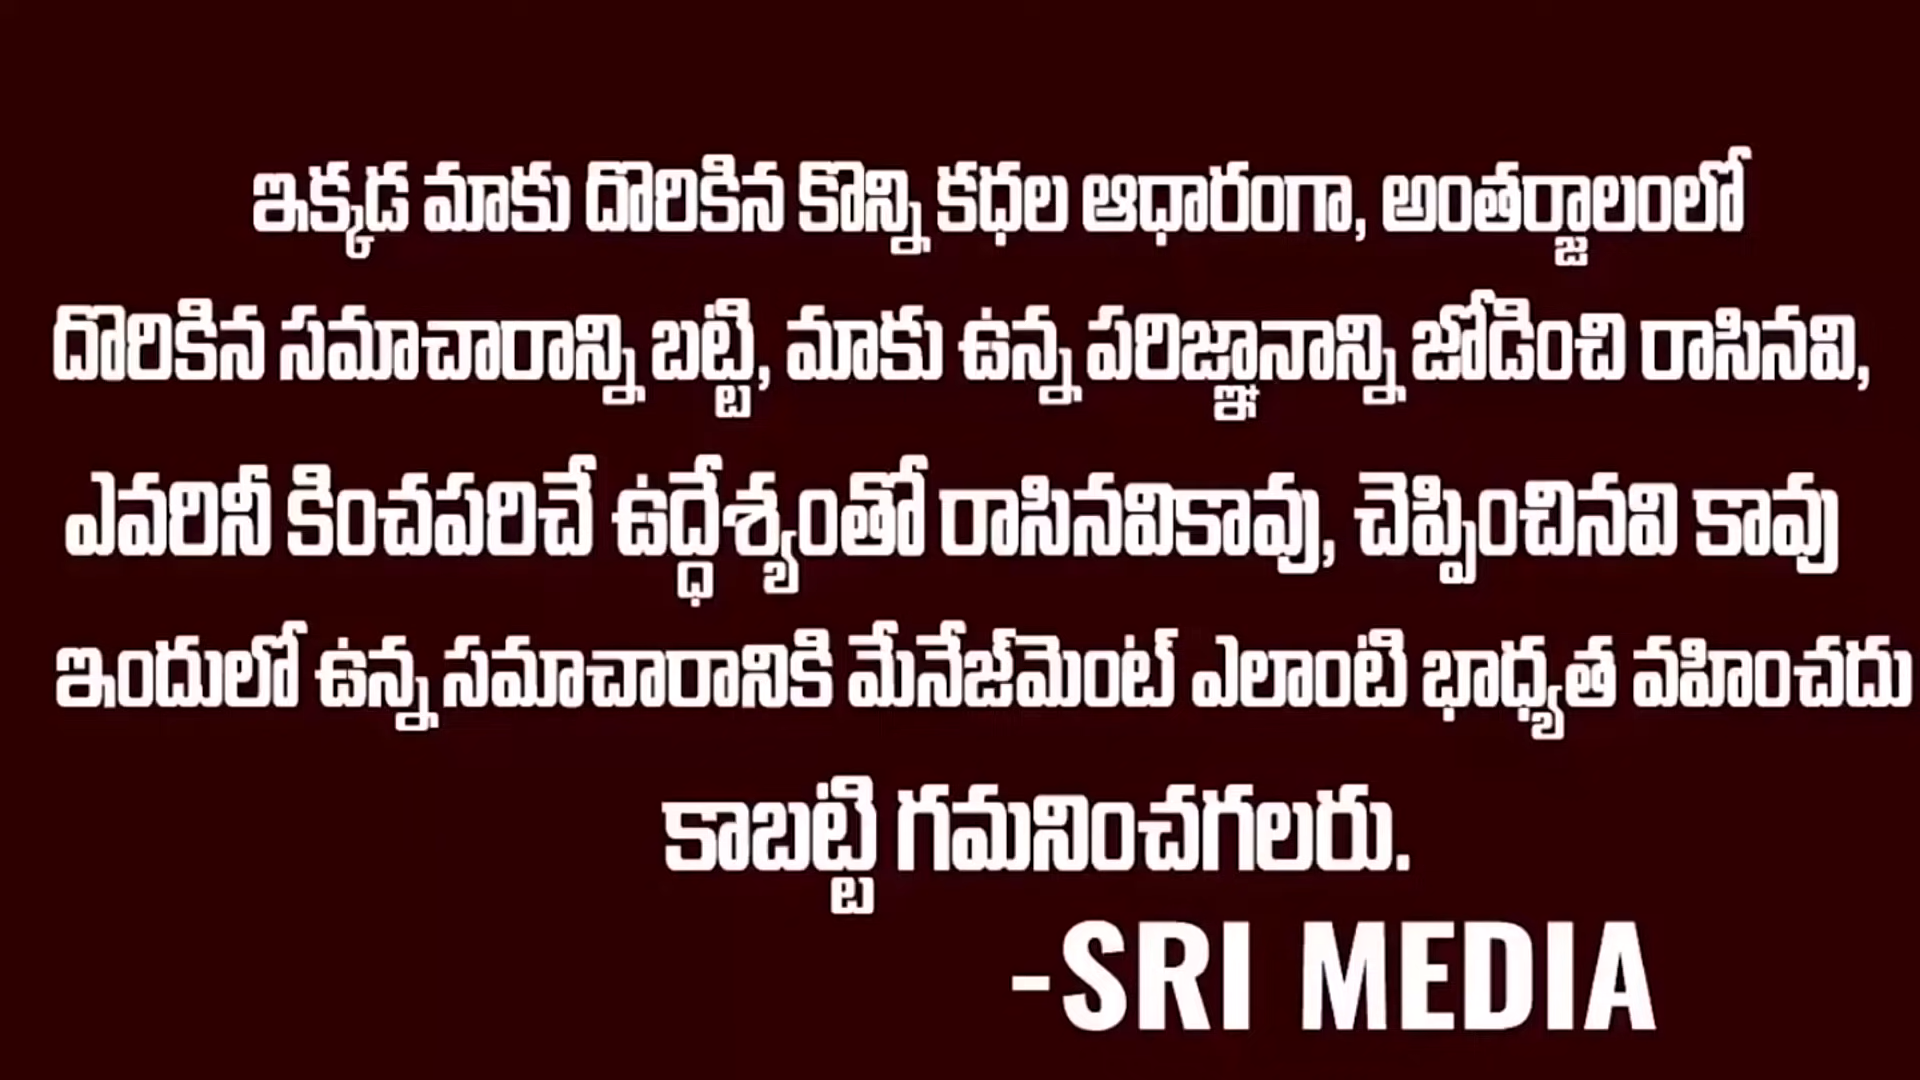 ఇక్కడ మాకు దొరికిన కొన్ని కధల ఆధారంగా, అంతర్జాలంలో
దొరికిన సమాచారాన్ని బట్టి, మాకు ఉన్న పరిజ్ఞానాన్ని జోడించి రాసినవి,
ఎవరినీ కించపరిచే ఉద్ధేశ్యంతో రాసినవికావు, చెప్పించినవి కావు
ఇందులో ఉన్న సమాచారానికి మేనేజ్‌మెంట్ ఎలాంటి భాధ్యత వహించదు
కాబట్టి గమనించగలరు.
-SRI MEDIA